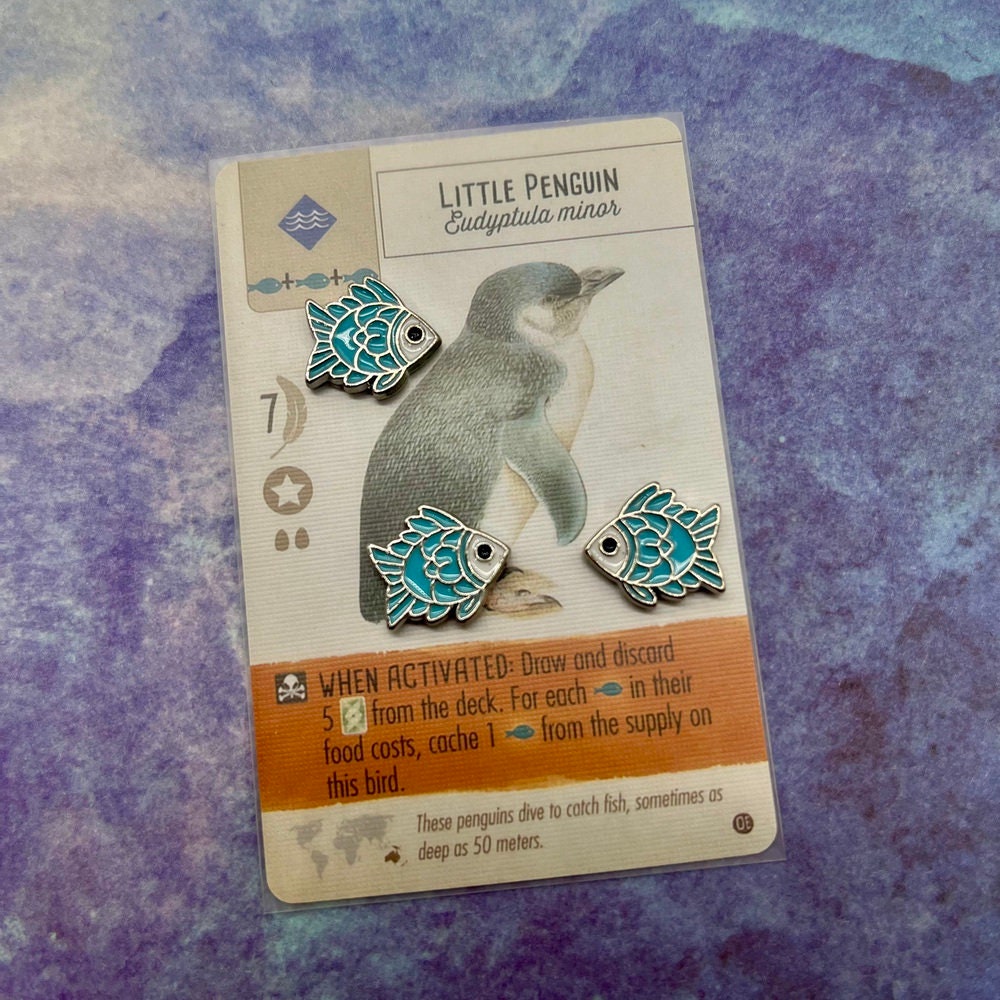 LITTLE PENGUIN
Eudyptula minor
++
7
WHEN ACTIVATED: Draw and discard
5 from the deck. For each in their
food costs, cache 1 from the supply on
this bird.
These penguins dive to catch fish, sometimes as
deep as 50 meters.
OE